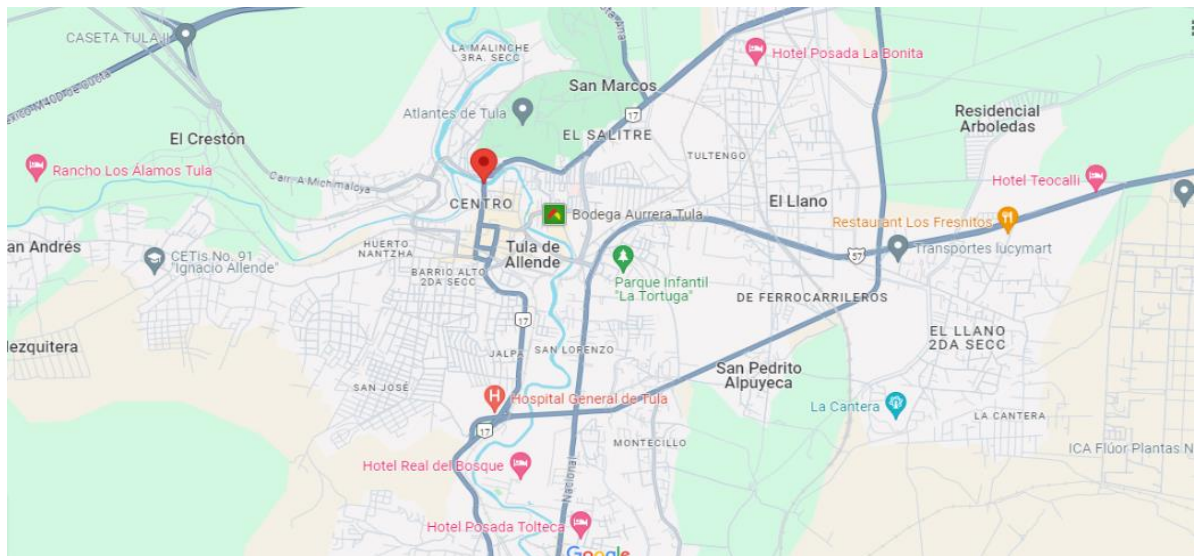 CASETA TULA II
LA MALINCHE
3RA. SECC
Hotel Posada La Bonita
San Marcos
Atlantes de Tula
17
Residencial
Arboledas
El Crestón
EL SALITRE
TULTENGO
Rancho Los Álamos Tula
Carr. A Michimaloya
Hotel Teocalli
CENTRO
El Llano
Bodega Aurrera Tula
Restaurant Los Fresnitos
an Andrés
CETis No. 91
"Ignacio Allende"
HUERTO
NANTZHA
Tula de
Allende
57
Transportes lucymart
BARRIO ALTO
2DA SECC
Parque Infantil
"La Tortuga"
DE FERROCARRILEROS
17
EL LLANO
2DA SECC
ezquitera
JALPA
SAN LORENZO
San Pedrito
Alpuyeca
SAN JOSÉ
H
Hospital General de Tula
La Cantera
LA CANTERA
17
MONTECILLO
ICA Flúor Plantas N
Hotel Real del Bosque
Nacional
Hotel Posada Tolteca
Google